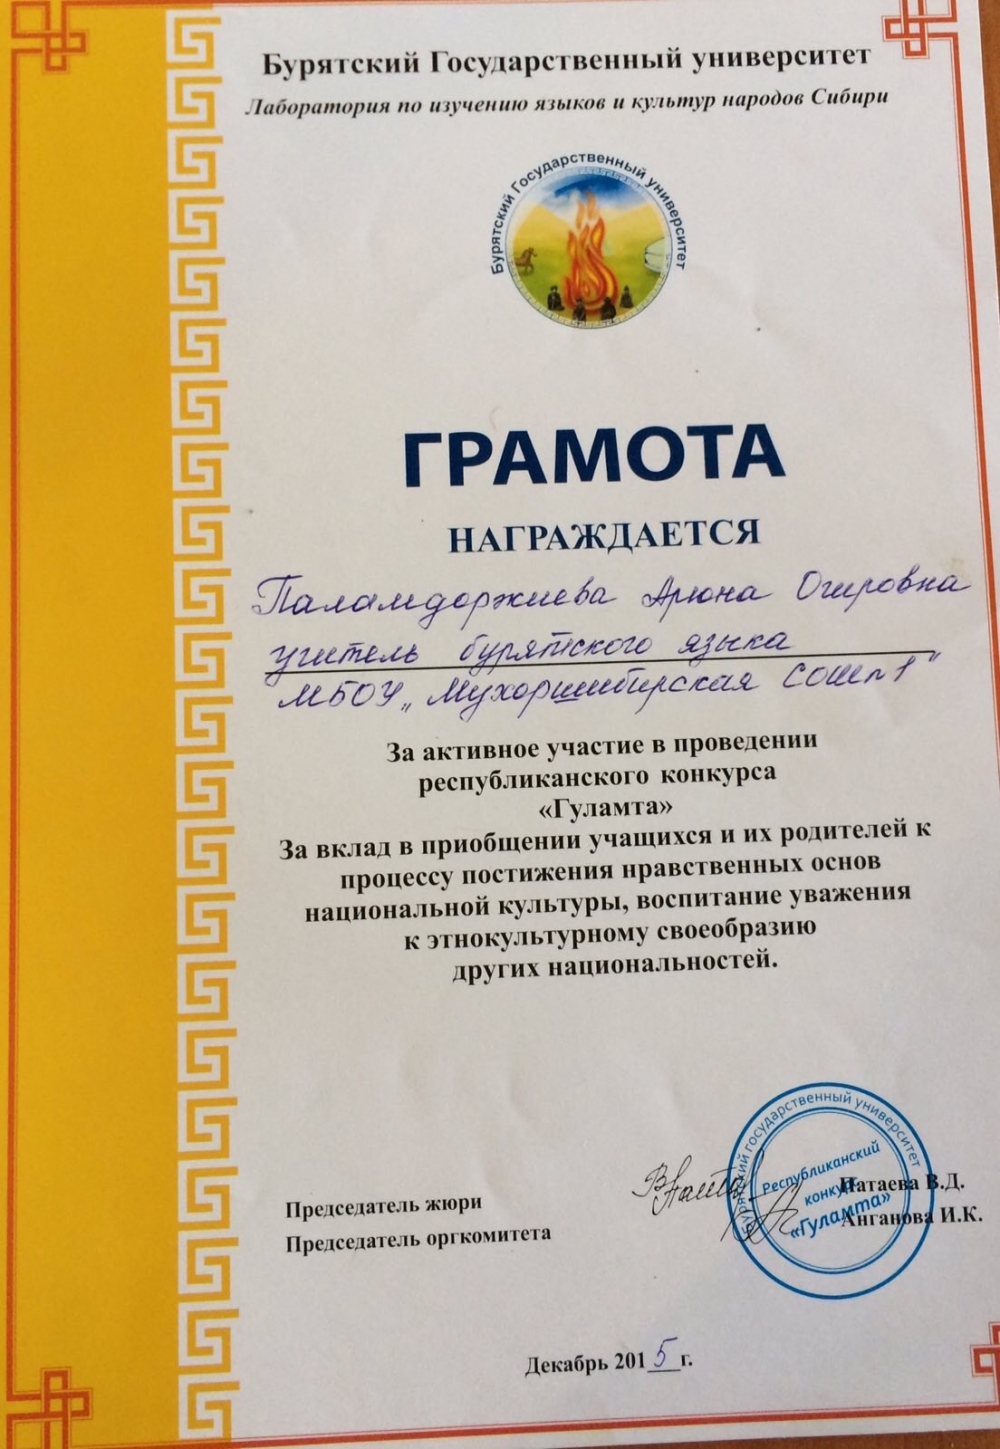 Бурятский Государственный университет
Лаборатория по изучению языков и культур народов Сибири
Бурятский Государственный университет
ГРАМОТА
НАГРАЖДАЕТСЯ
Паламдоржиева Арюна Очировна
учитель бурятского языка
МБОУ „Мухоршибирская СОШ №1"
За активное участие в проведении
республиканского конкурса
«Гуламта»
За вклад в приобщении учащихся и их родителей к
процессу постижения нравственных основ
национальной культуры, воспитание уважения
к этнокультурному своеобразию
других национальностей.
Бурятский государственный университет
Республиканский
конкурс
«Гуламта»
Председатель жюри Патаева В.Д.
Председатель оргкомитета Анганова И.К.
Декабрь 2015 г.